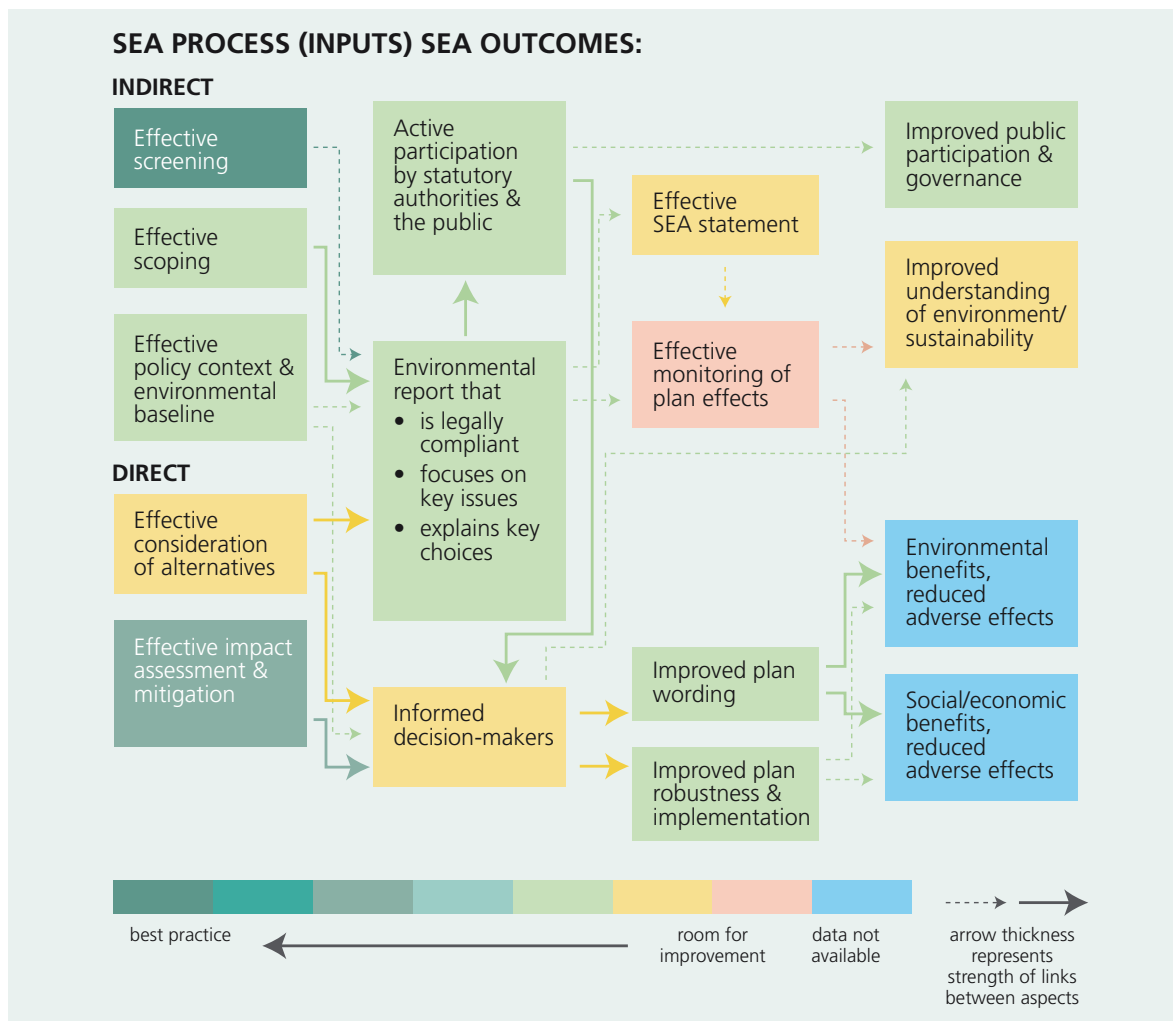 SEA PROCESS (INPUTS) SEA OUTCOMES:
INDIRECT
Effective
screening
Effective
scoping
Effective
policy context &
environmental
baseline
DIRECT
Effective
consideration
of alternatives
Effective impact
assessment &
mitigation
Active
participation
by statutory
authorities &
the public
Environmental
report that
• is legally
compliant
• focuses on
key issues
• explains key
choices
Informed
decision-makers
Effective
SEA statement
Effective
monitoring of
plan effects
Improved plan
wording
Improved plan
robustness &
implementation
Improved public
participation &
governance
Improved
understanding
of environment/
sustainability
Environmental
benefits,
reduced
adverse effects
Social/economic
benefits,
reduced
adverse effects
best practice
room for
improvement
data not
available
arrow thickness
represents
strength of links
between aspects